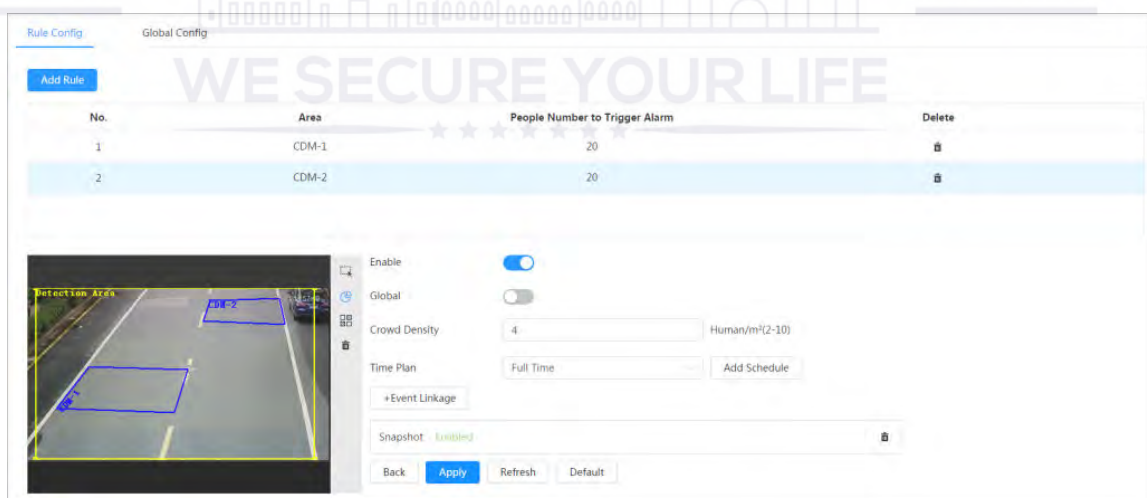 Rule Config Global Config
WE SECURE YOUR LIFE
Add Rule
No. Area People Number to Trigger Alarm Delete
1 CDM-1 20
2 CDM-2 20
Detection Area
CDM-2
CDM-1
Enable
Global
Crowd Density 4 Human/m²(2-10)
Time Plan Full Time Add Schedule
+Event Linkage
Snapshot Enabled
Back Apply Refresh Default